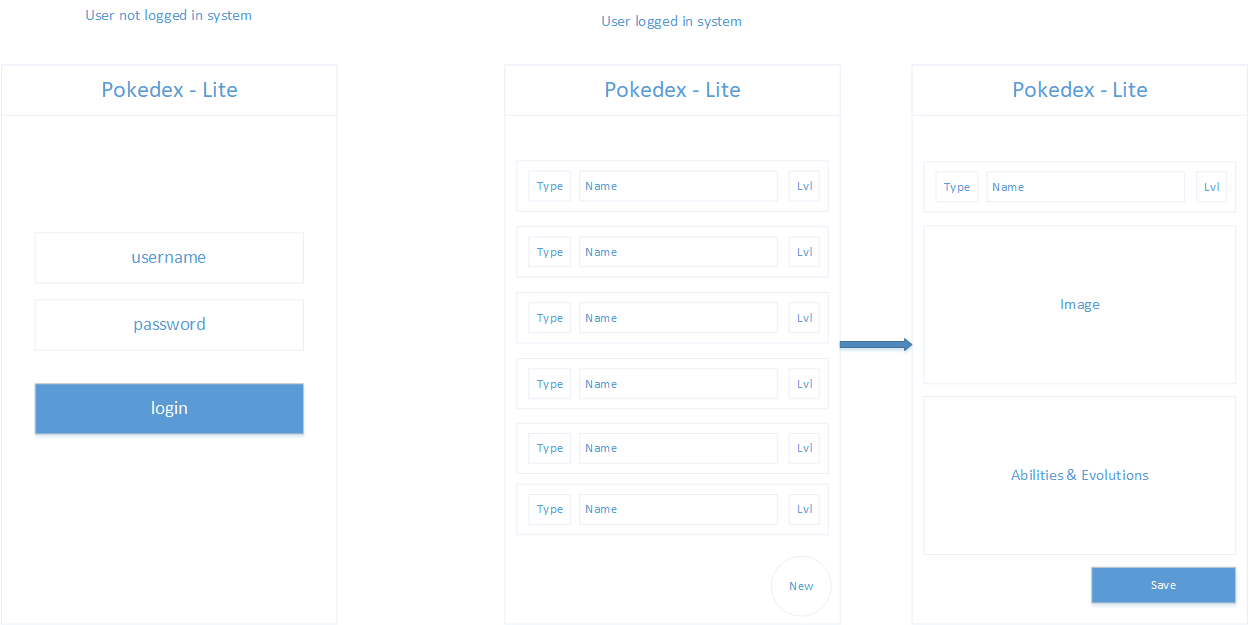 User not logged in system
User logged in system
Pokedex - Lite
username
password
login
Pokedex - Lite
Type Name Lvl
Type Name Lvl
Type Name Lvl
Type Name Lvl
Type Name Lvl
Type Name Lvl
New
Pokedex - Lite
Type Name Lvl
Image
Abilities & Evolutions
Save